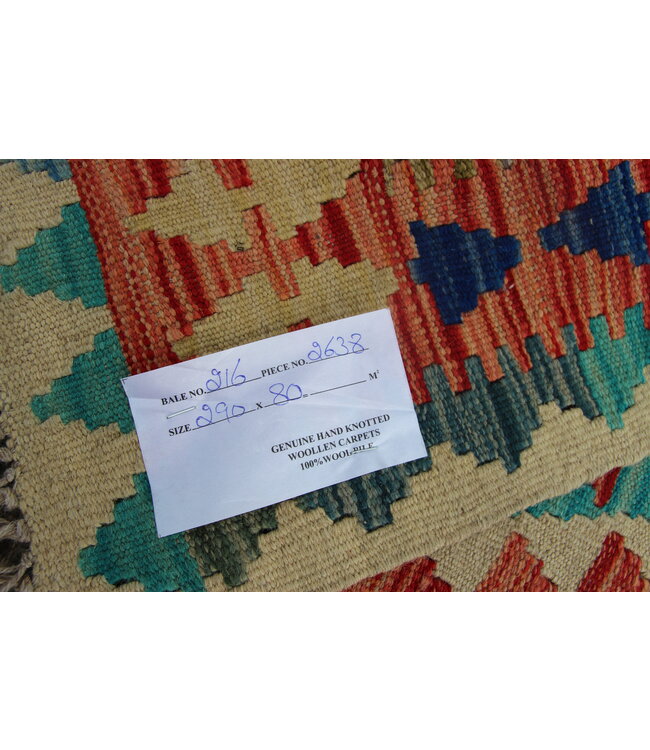 BALE NO. 216 PIECE NO. 2638
SIZE 290 X 80 M²
GENUINE HAND KNOTTED
WOOLLEN CARPETS
100%WOOL PILE